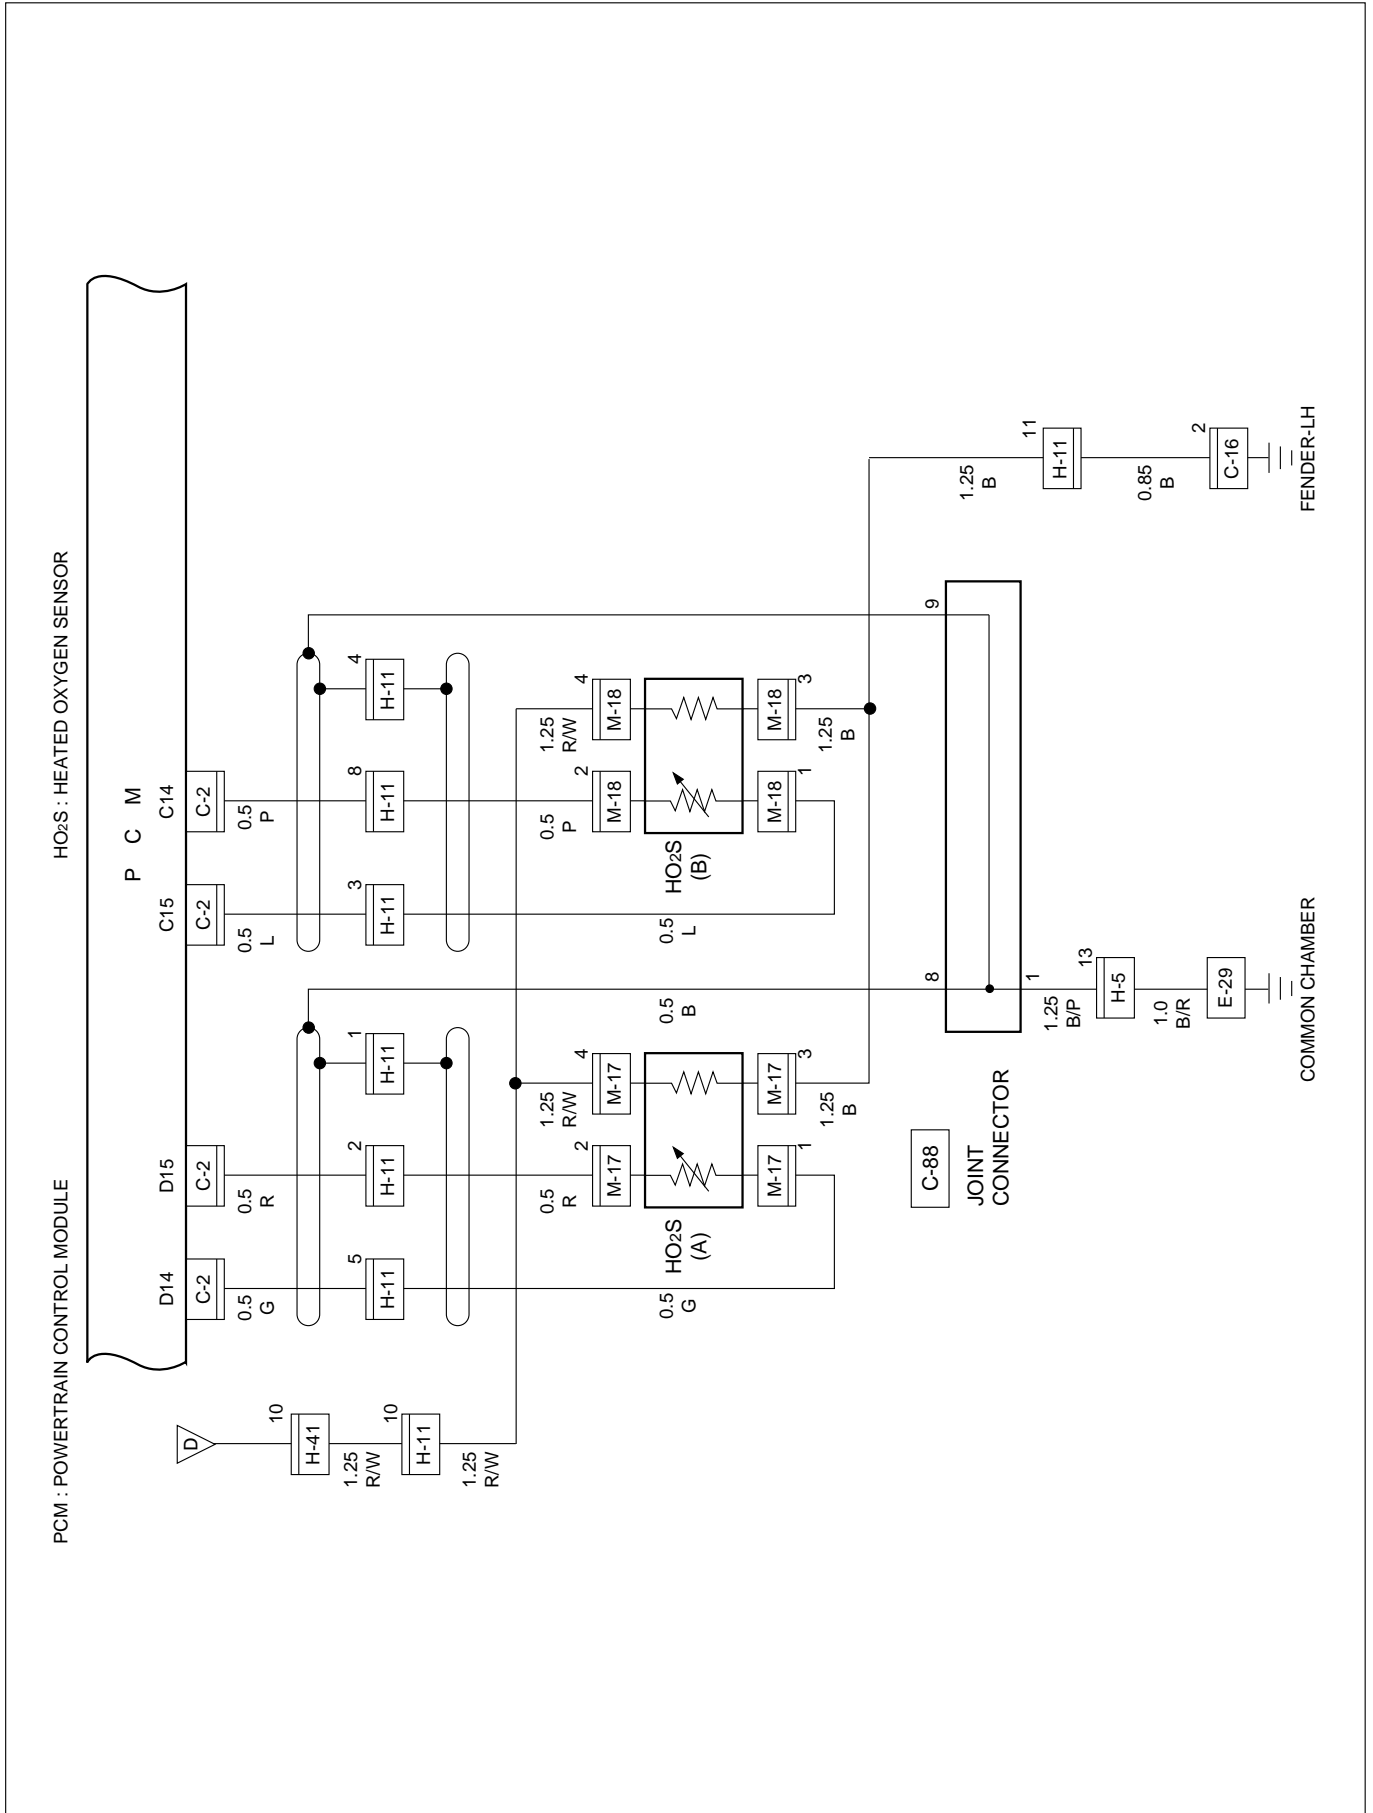 PCM : POWERTRAIN CONTROL MODULE
HO2S : HEATED OXYGEN SENSOR
P C M
D14
D15
C15
C14
C-2
C-2
C-2
C-2
0.5
G
0.5
R
0.5
L
0.5
P
D
10
H-41
1.25
R/W
10
H-11
1.25
R/W
5
H-11
2
H-11
1
H-11
3
H-11
8
H-11
4
H-11
0.5
R
2
M-17
1.25
R/W
4
M-17
0.5
P
2
M-18
1.25
R/W
4
M-18
0.5
G
HO2S
(A)
0.5
B
0.5
L
HO2S
(B)
1
M-17
3
M-17
1.25
B
1
M-18
3
M-18
1.25
B
C-88
JOINT
CONNECTOR
8
9
1
1.25
B/P
13
H-5
1.0
B/R
E-29
COMMON CHAMBER
1.25
B
11
H-11
0.85
B
2
C-16
FENDER-LH